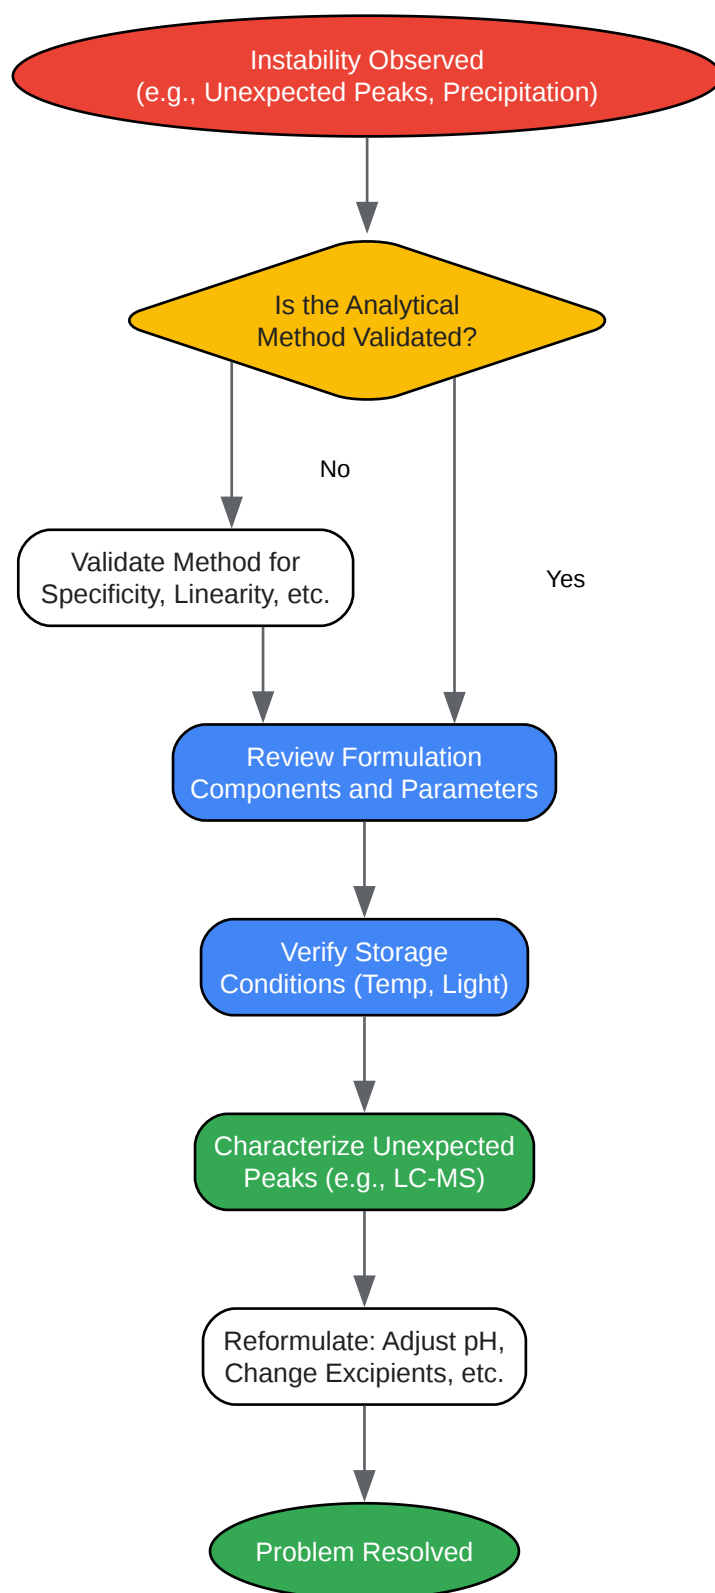 Instability Observed
(e.g., Unexpected Peaks, Precipitation)
Is the Analytical
Method Validated?
No
Validate Method for
Specificity, Linearity, etc.
Yes
Review Formulation
Components and Parameters
Verify Storage
Conditions (Temp, Light)
Characterize Unexpected
Peaks (e.g., LC-MS)
Reformulate: Adjust pH,
Change Excipients, etc.
Problem Resolved